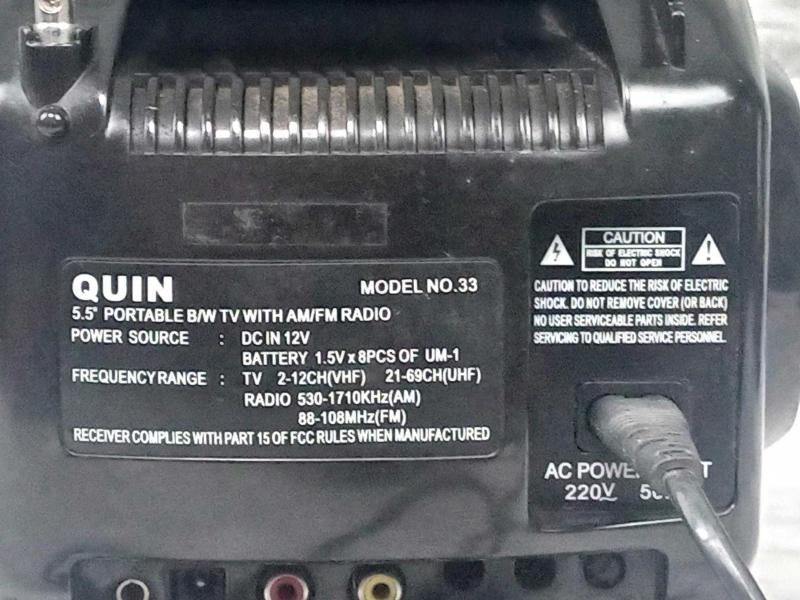 QUIN MODEL NO.33
5.5" PORTABLE B/W TV WITH AM/FM RADIO
POWER SOURCE : DC IN 12V
BATTERY 1.5V x 8PCS OF UM-1
FREQUENCY RANGE : TV 2-12CH(VHF) 21-69CH(UHF)
RADIO 530-1710KHz(AM)
88-108MHz(FM)
RECEIVER COMPLIES WITH PART 15 OF FCC RULES WHEN MANUFACTURED
CAUTION
RISK OF ELECTRIC SHOCK
DO NOT OPEN
CAUTION TO REDUCE THE RISK OF ELECTRIC
SHOCK. DO NOT REMOVE COVER (OR BACK)
NO USER SERVICEABLE PARTS INSIDE. REFER
SERVICING TO QUALIFIED SERVICE PERSONNEL.
AC POWER
220V